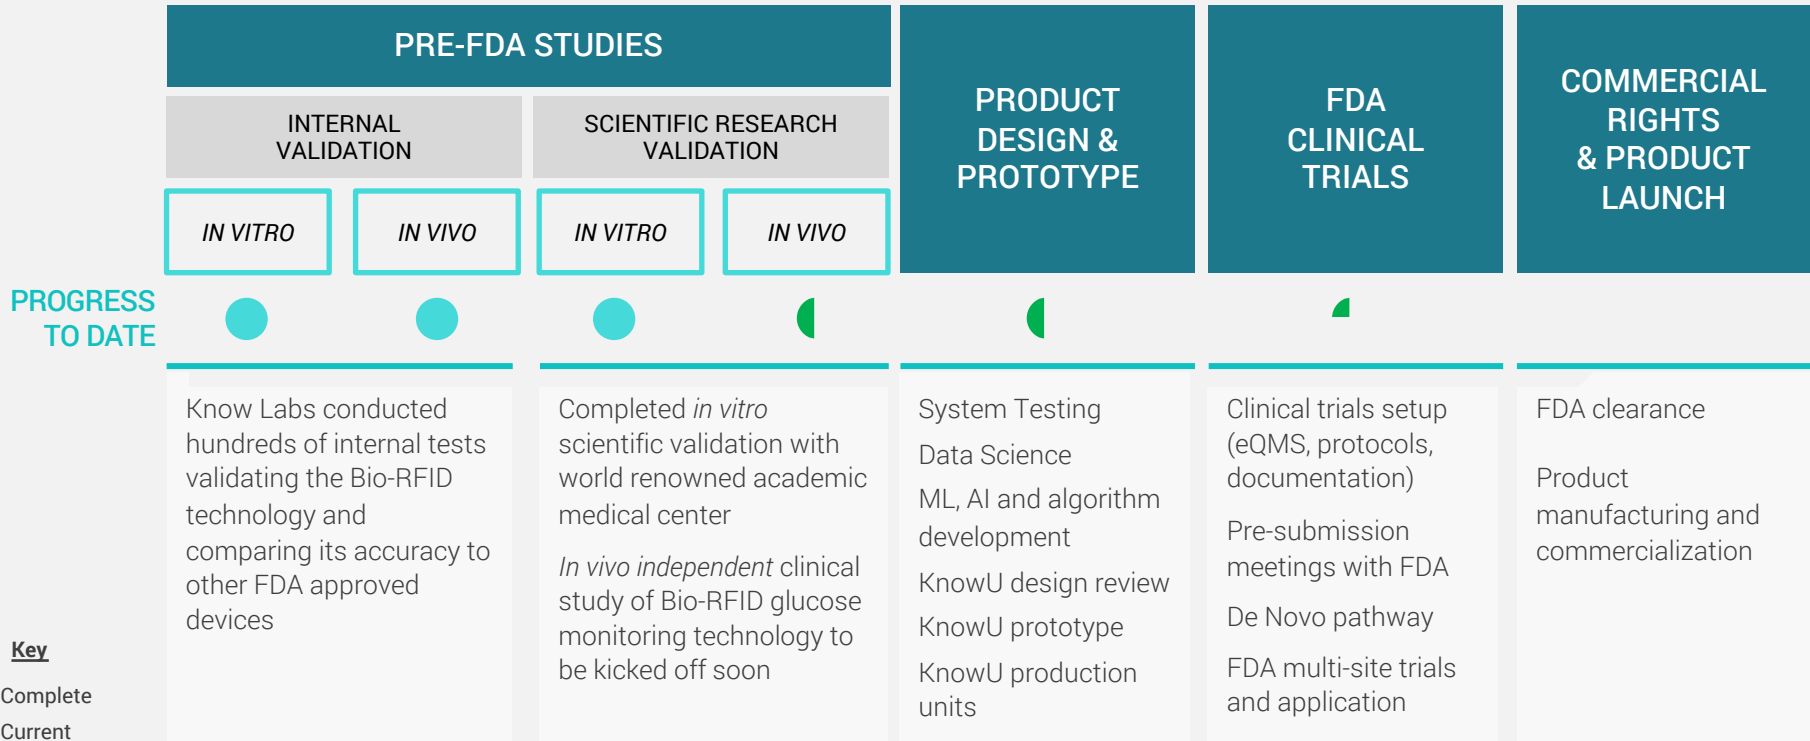 PRE-FDA STUDIES
INTERNAL
VALIDATION
SCIENTIFIC RESEARCH
VALIDATION
IN VITRO
IN VIVO
IN VITRO
IN VIVO
PRODUCT
DESIGN &
PROTOTYPE
FDA
CLINICAL
TRIALS
COMMERCIAL
RIGHTS
& PRODUCT
LAUNCH
PROGRESS
TO DATE
Know Labs conducted
hundreds of internal tests
validating the Bio-RFID
technology and
comparing its accuracy to
other FDA approved
devices
Completed in vitro
scientific validation with
world renowned academic
medical center
In vivo independent clinical
study of Bio-RFID glucose
monitoring technology to
be kicked off soon
System Testing
Data Science
ML, AI and algorithm
development
KnowU design review
KnowU prototype
KnowU production
units
Clinical trials setup
(eQMS, protocols,
documentation)
Pre-submission
meetings with FDA
De Novo pathway
FDA multi-site trials
and application
FDA clearance
Product
manufacturing and
commercialization
Key
Complete
Current